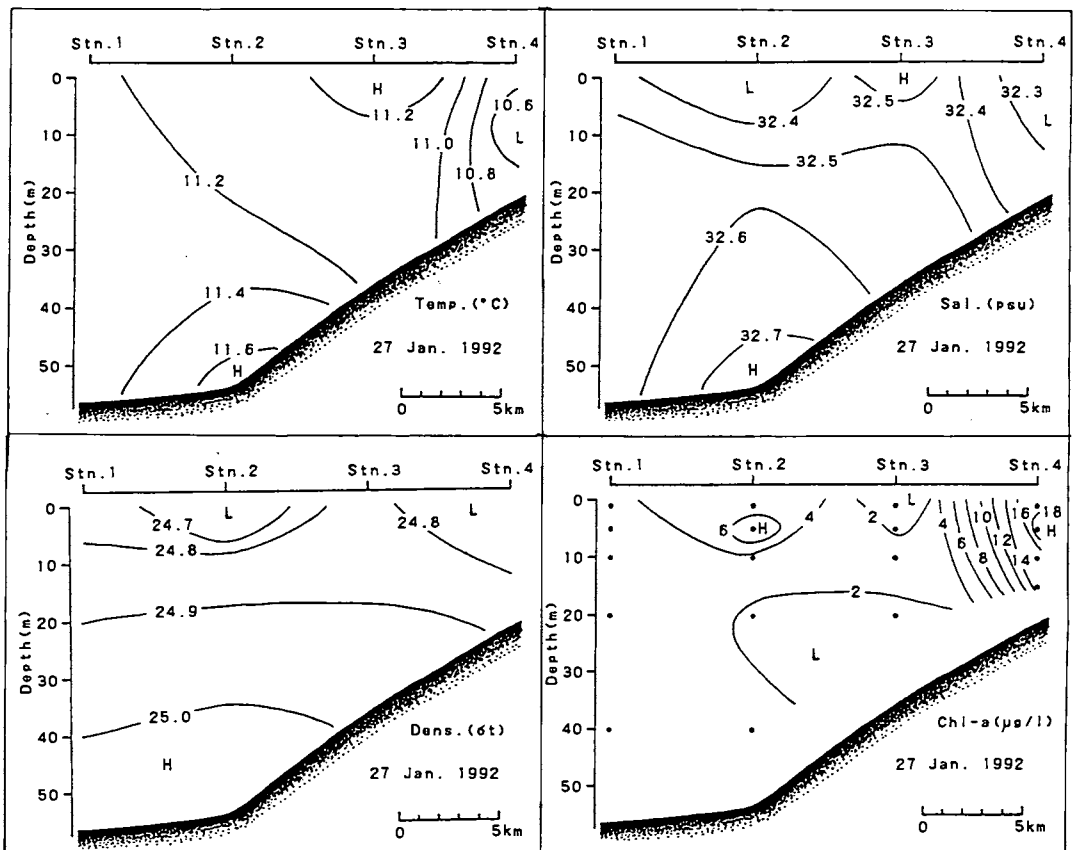 Stn.1 Stn.2 Stn.3 Stn.4
0
10
20
30
40
50
Depth(m)
H
11.2
10.6
L
11.0
10.8
11.2
11.4
11.6
H
Temp.(°C)
27 Jan. 1992
0 5km
Stn.1 Stn.2 Stn.3 Stn.4
0
10
20
30
40
50
Depth(m)
L
H
32.3
32.5
32.4
L
32.4
32.5
32.6
32.7
H
Sal.(psu)
27 Jan. 1992
0 5km
Stn.1 Stn.2 Stn.3 Stn.4
0
10
20
30
40
50
Depth(m)
L
L
24.7
24.8
24.8
24.9
25.0
H
Dens.(σt)
27 Jan. 1992
0 5km
Stn.1 Stn.2 Stn.3 Stn.4
0
10
20
30
40
50
Depth(m)
6
H
4
2
L
4
6
8
10
12
14
16
18
H
2
L
Chl-a(μg/l)
27 Jan. 1992
0 5km